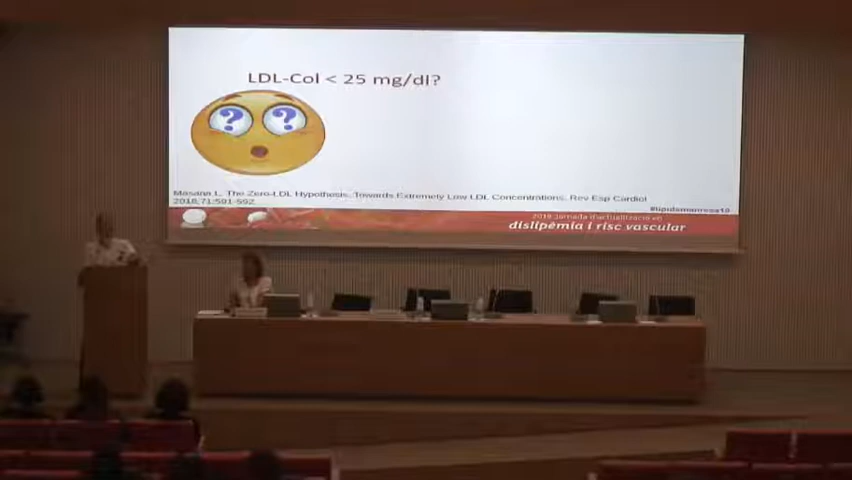 LDL-Col < 25 mg/dl?
? ?
Masana L. The Zero-LDL Hypothesis. Towards Extremely Low LDL Concentrations. Rev Esp Cardiol
2018;71:591-592.
#lipidsmanresa18
2018 Jornada d'actualització en
dislipèmia i risc vascular